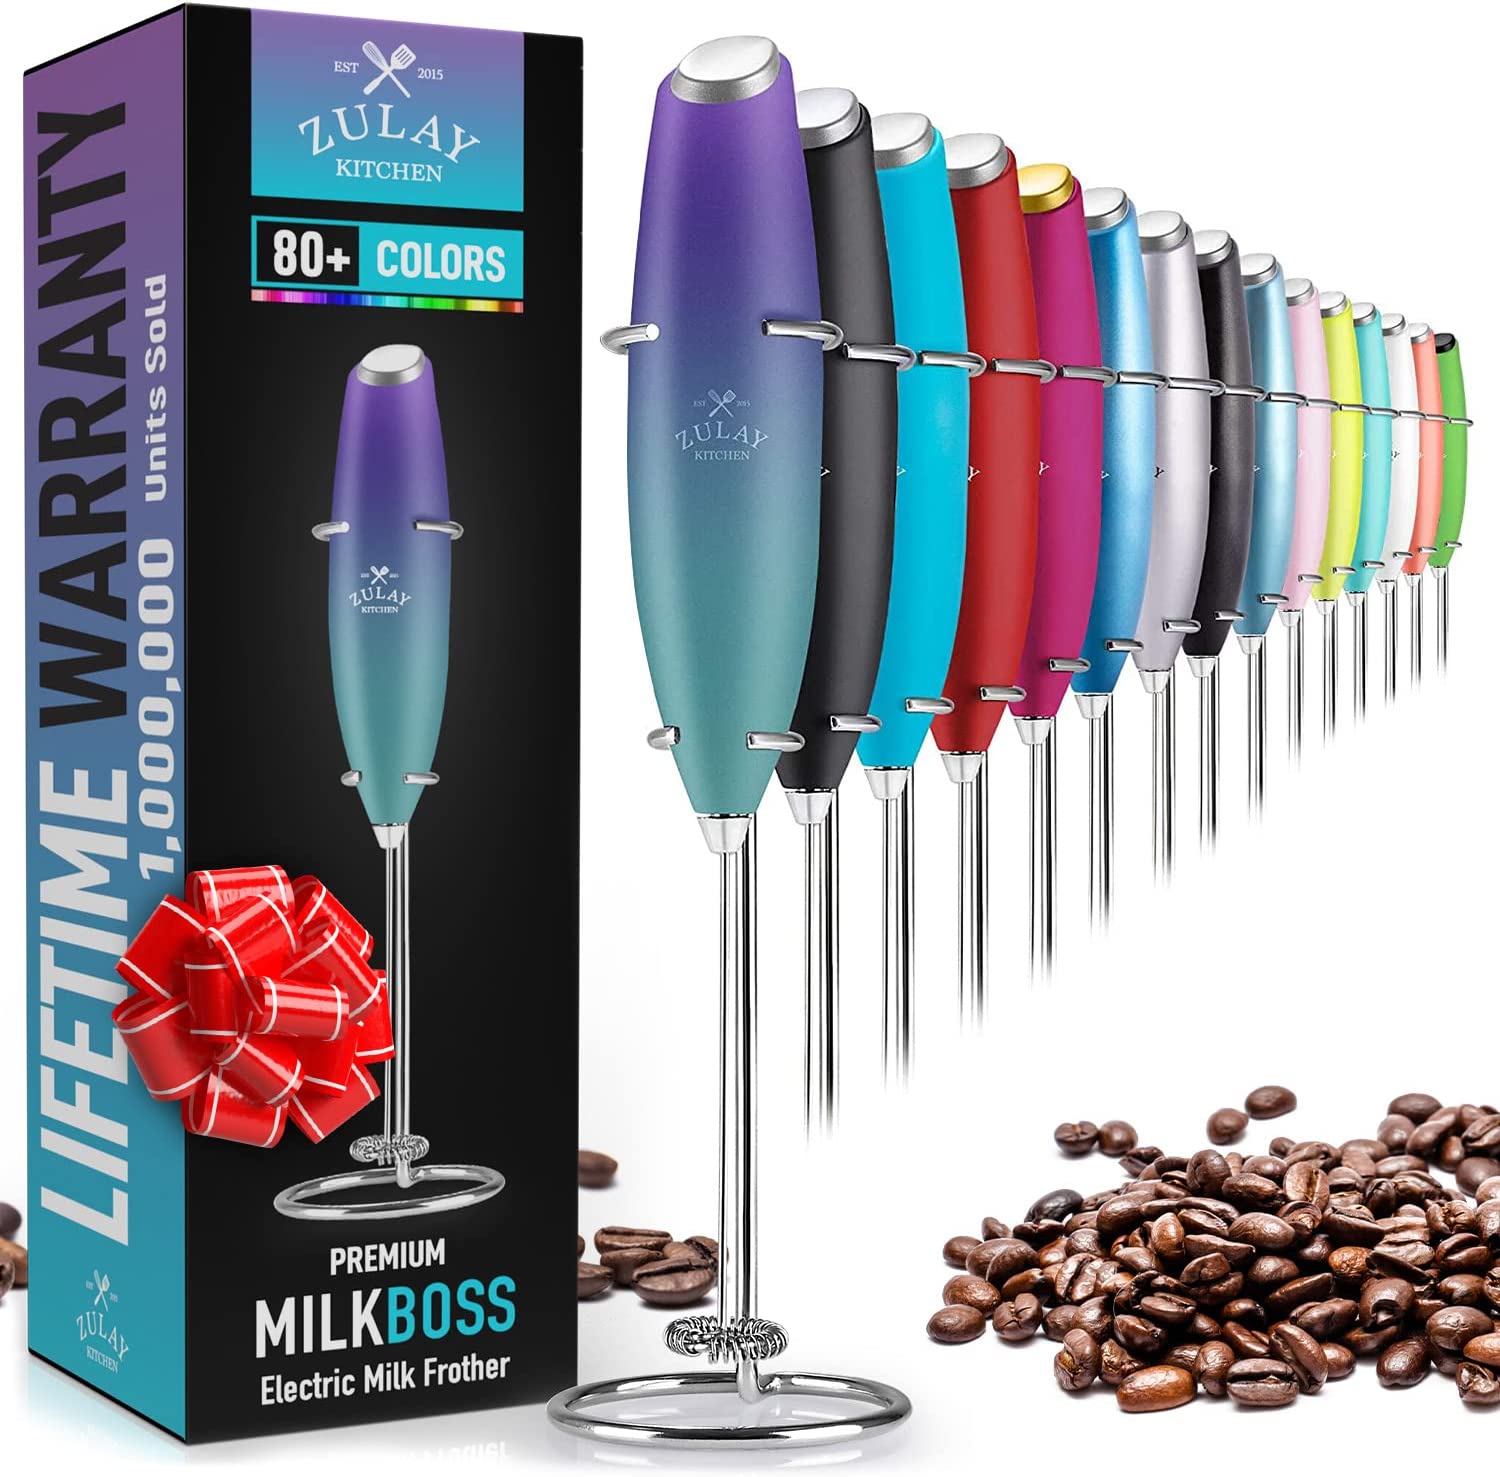 LIFETIME WARRANTY
1,000,000 Units Sold
EST 2015
ZULAY
KITCHEN
EST 2015
ZULAY
KITCHEN
80+ COLORS
EST 2015
ZULAY
KITCHEN
PREMIUM
MILKBOSS
Electric Milk Frother
EST 2015
ZULAY
KITCHEN
Y
Y
Y
Y